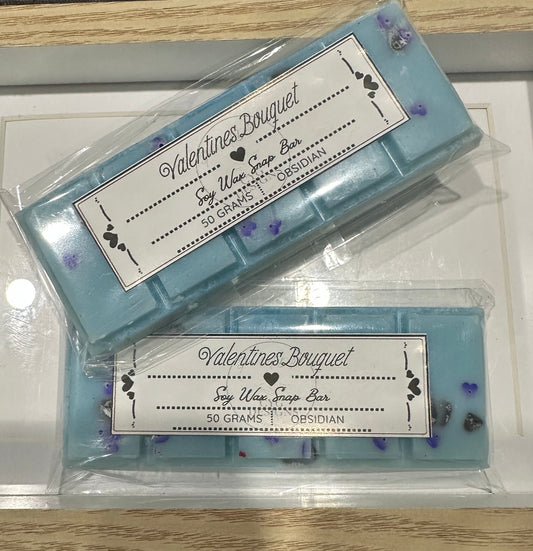 Valentines Bouquet
Soy Wax Snap Bar
50 GRAMS OBSIDIAN
Valentines Bouquet
Soy Wax Snap Bar
50 GRAMS OBSIDIAN